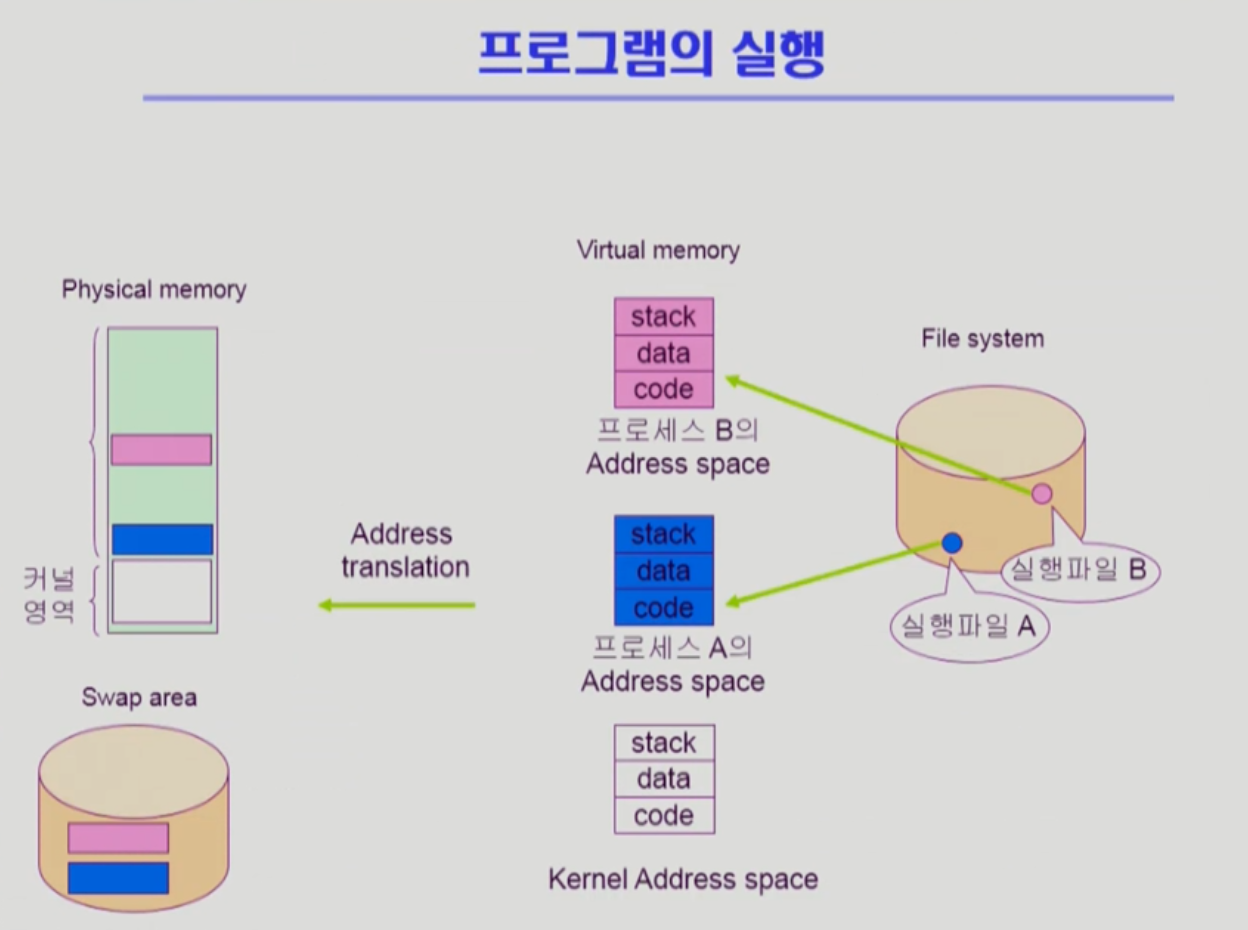 프로그램의 실행
Virtual memory
Physical memory
stack
data
code
File system
프로세스 B의
Address space
stack
data
code
Address
translation
커널
영역
실행파일 B
실행파일 A
프로세스 A의
Address space
Swap area
stack
data
code
Kernel Address space